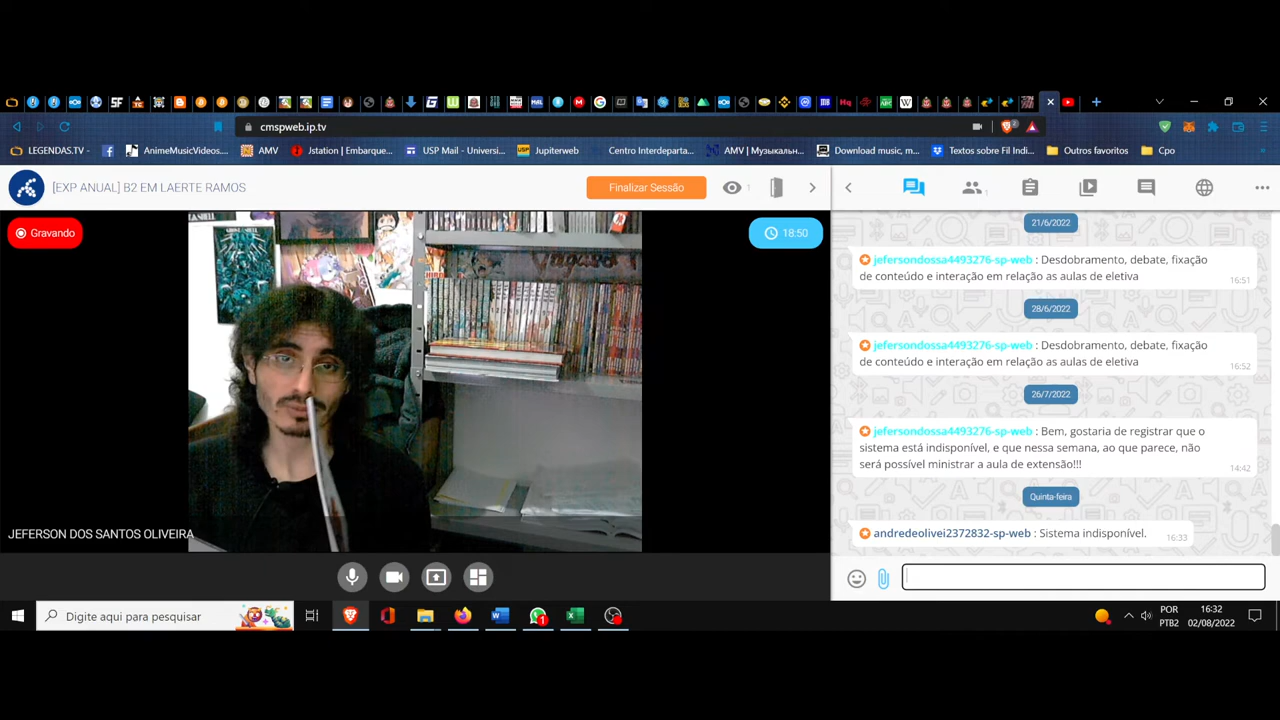 cmspweb.ip.tv
LEGENDAS.TV -
AnimeMusicVideos...
AMV
Jstation | Embarque...
USP Mail - Universi...
Jupiterweb
Centro Interdeparta...
AMV | Музыкальн...
Download music, m...
Textos sobre Fil Indi...
Outros favoritos
Cpo
[EXP ANUAL] B2 EM LAERTE RAMOS
Finalizar Sessão
1
1
Gravando
18:50
JEFERSON DOS SANTOS OLIVEIRA
21/6/2022
jefersondossa4493276-sp-web : Desdobramento, debate, fixação
de conteúdo e interação em relação as aulas de eletiva
16:51
28/6/2022
jefersondossa4493276-sp-web : Desdobramento, debate, fixação
de conteúdo e interação em relação as aulas de eletiva
16:52
26/7/2022
jefersondossa4493276-sp-web : Bem, gostaria de registrar que o
sistema está indisponível, e que nessa semana, ao que parece, não
será possível ministrar a aula de extensão!!!
14:42
Quinta-feira
andredeolivei2372832-sp-web : Sistema indisponível.
16:33
Digite aqui para pesquisar
1
POR
PTB2
16:32
02/08/2022